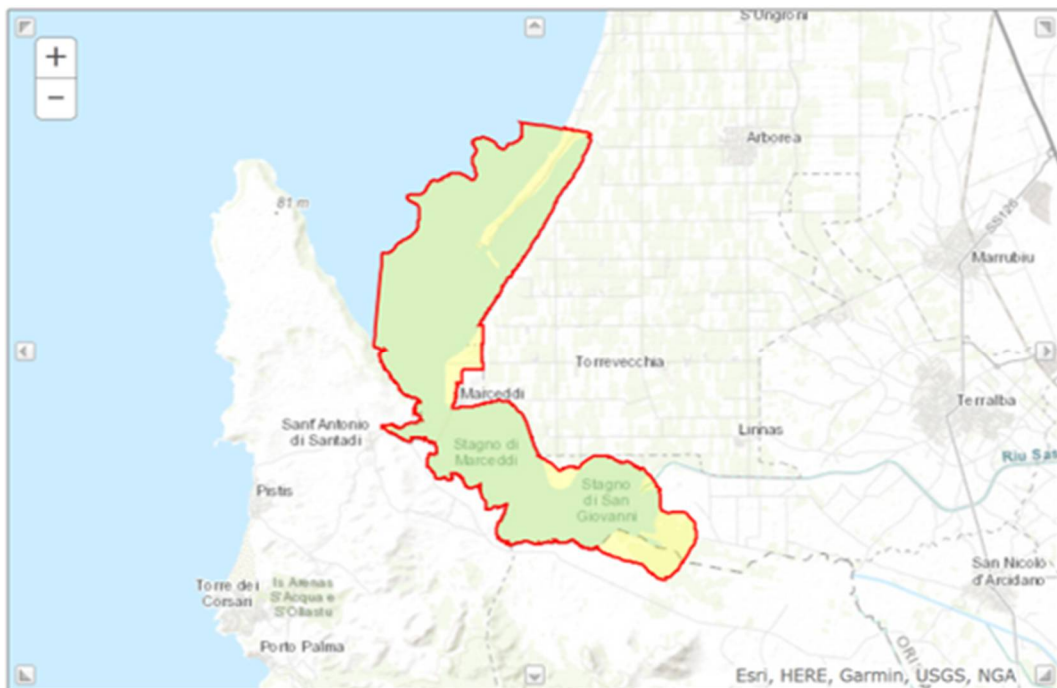 S'Ungroni
+
−
Arborea
81 m
SS126
Marrubiu
Torrevecchia
Marceddi
Terralba
Sant'Antonio
di Santadi
Linnas
Stagno di
Marceddi
Riu
Stagno
di San
Giovanni
Pistis
San Nicolò
d'Arcidano
Torre dei
Corsari
Is Arenas
S'Acqua e
S'Ollastu
Porto Palma
ORI
Esri, HERE, Garmin, USGS, NGA